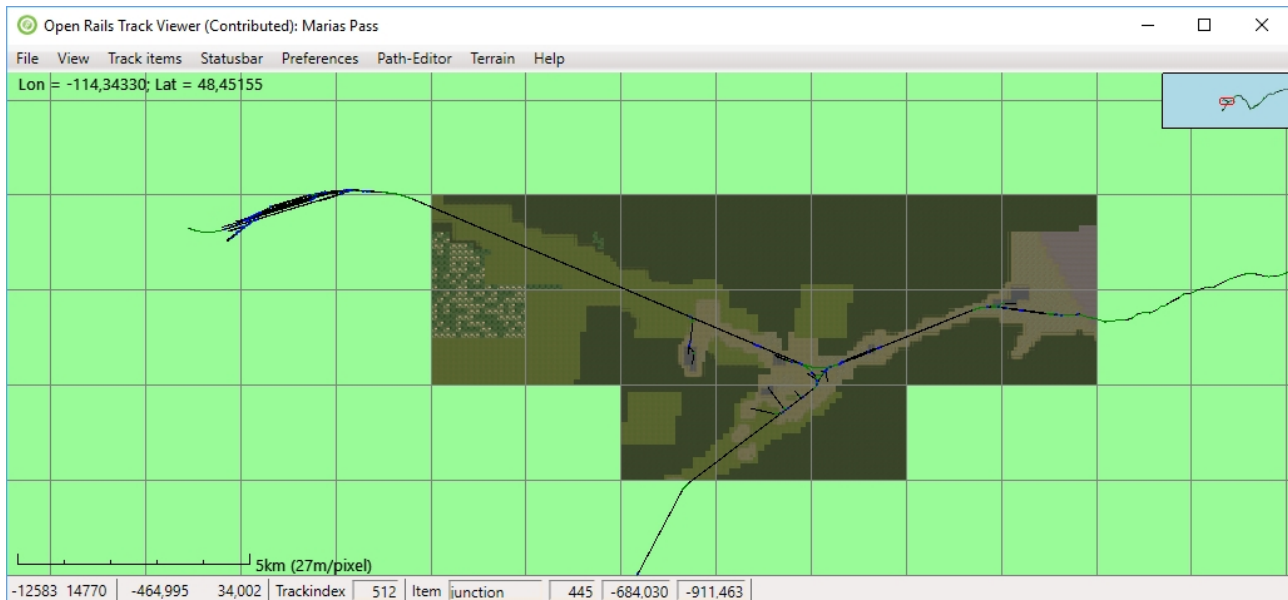 Open Rails Track Viewer (Contributed): Marias Pass
File View Track items Statusbar Preferences Path-Editor Terrain Help
Lon = -114,34330; Lat = 48,45155
5km (27m/pixel)
-12583 14770 -464,995 34,002 Trackindex 512 Item junction 445 -684,030 -911,463